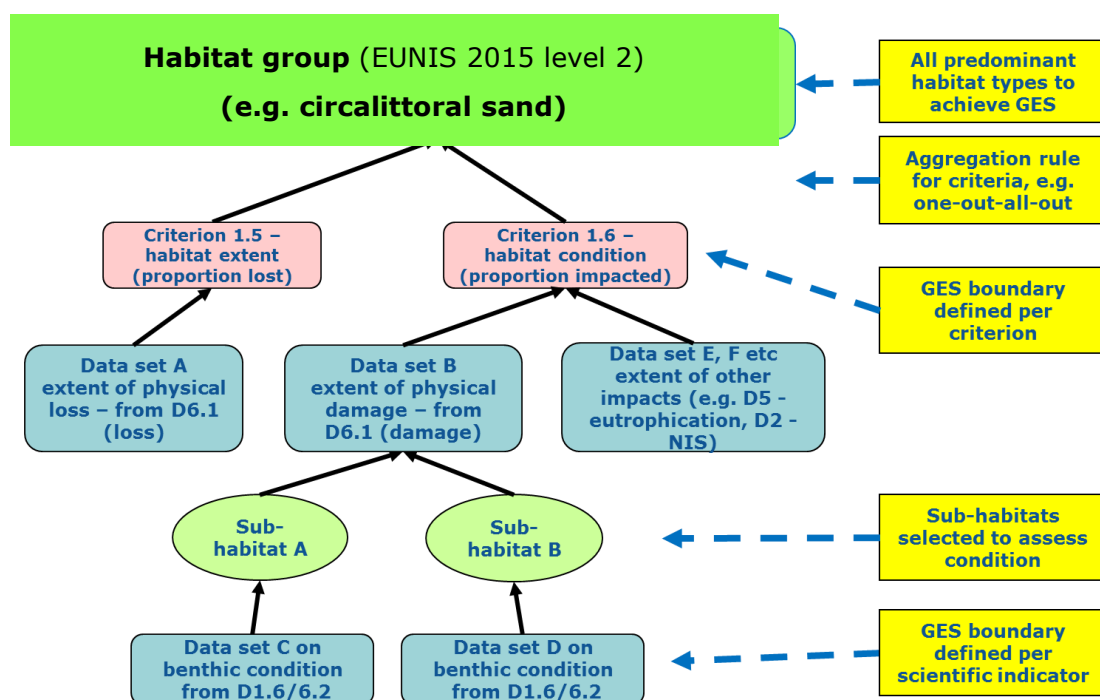 Habitat group (EUNIS 2015 level 2)
(e.g. circalittoral sand)
All predominant
habitat types to
achieve GES
Aggregation rule
for criteria, e.g.
one-out-all-out
Criterion 1.5 –
habitat extent
(proportion lost)
Criterion 1.6 –
habitat condition
(proportion impacted)
GES boundary
defined per
criterion
Data set A
extent of physical
loss – from D6.1
(loss)
Data set B
extent of physical
damage – from
D6.1 (damage)
Data set E, F etc
extent of other
impacts (e.g. D5 -
eutrophication, D2 -
NIS)
Sub-
habitat A
Sub-
habitat B
Sub-habitats
selected to assess
condition
Data set C on
benthic condition
from D1.6/6.2
Data set D on
benthic condition
from D1.6/6.2
GES boundary
defined per
scientific indicator